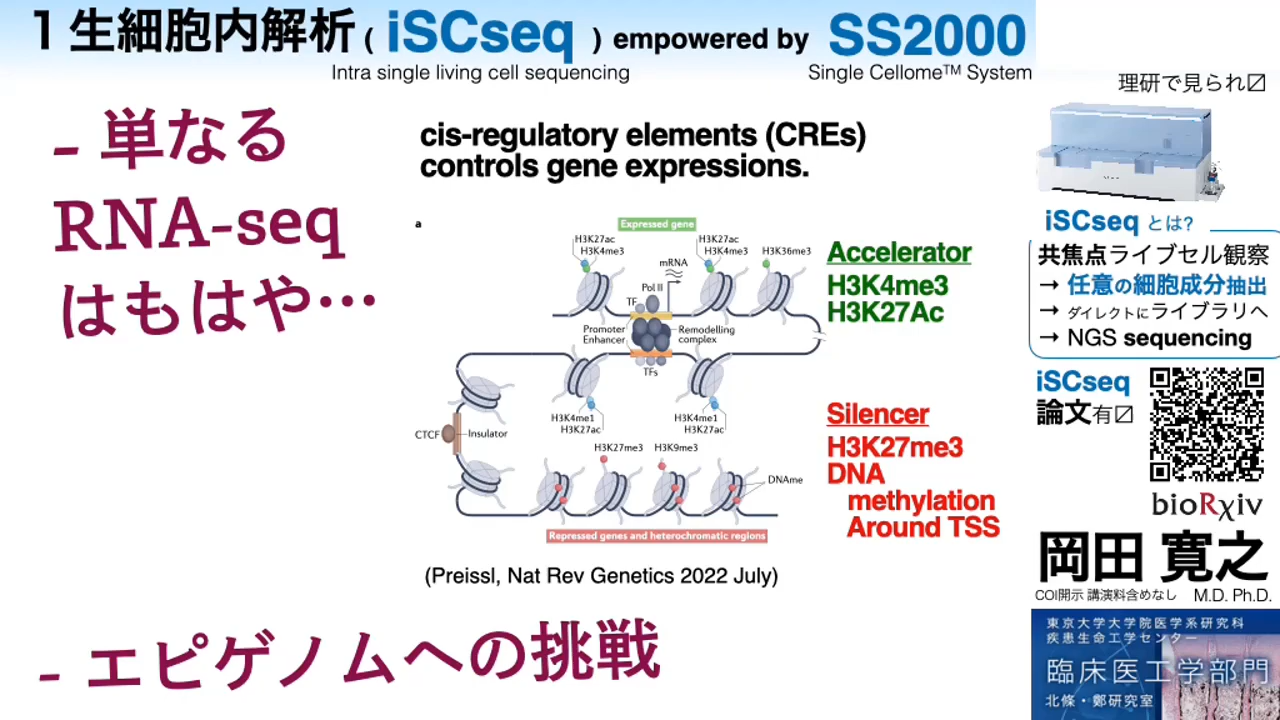 1生細胞内解析 ( iSCseq ) empowered by SS2000
Intra single living cell sequencing
Single Cellome™ System
- 単なる
RNA-seq
はもはや…
cis-regulatory elements (CREs)
controls gene expressions.
a
Expressed gene
H3K27ac
H3K4me3
mRNA
H3K27ac
H3K4me3
H3K36me3
Pol II
TF
Promoter
Enhancer
Remodelling
complex
TFs
H3K4me1
H3K27ac
H3K4me1
H3K27ac
CTCF
Insulator
H3K27me3
H3K9me3
DNAme
Repressed genes and heterochromatic regions
Accelerator
H3K4me3
H3K27Ac
Silencer
H3K27me3
DNA
methylation
Around TSS
(Preissl, Nat Rev Genetics 2022 July)
- エピゲノムへの挑戦
理研で見られ〼
iSCseq とは?
共焦点ライブセル観察
→ 任意の細胞成分抽出
→ ダイレクトにライブラリへ
→ NGS sequencing
iSCseq
論文有〼
bioRχiv
岡田 寛之
COI開示 講演料含めなし M.D. Ph.D.
東京大学大学院医学系研究科
疾患生命工学センター
臨床医工学部門
北條・鄭研究室